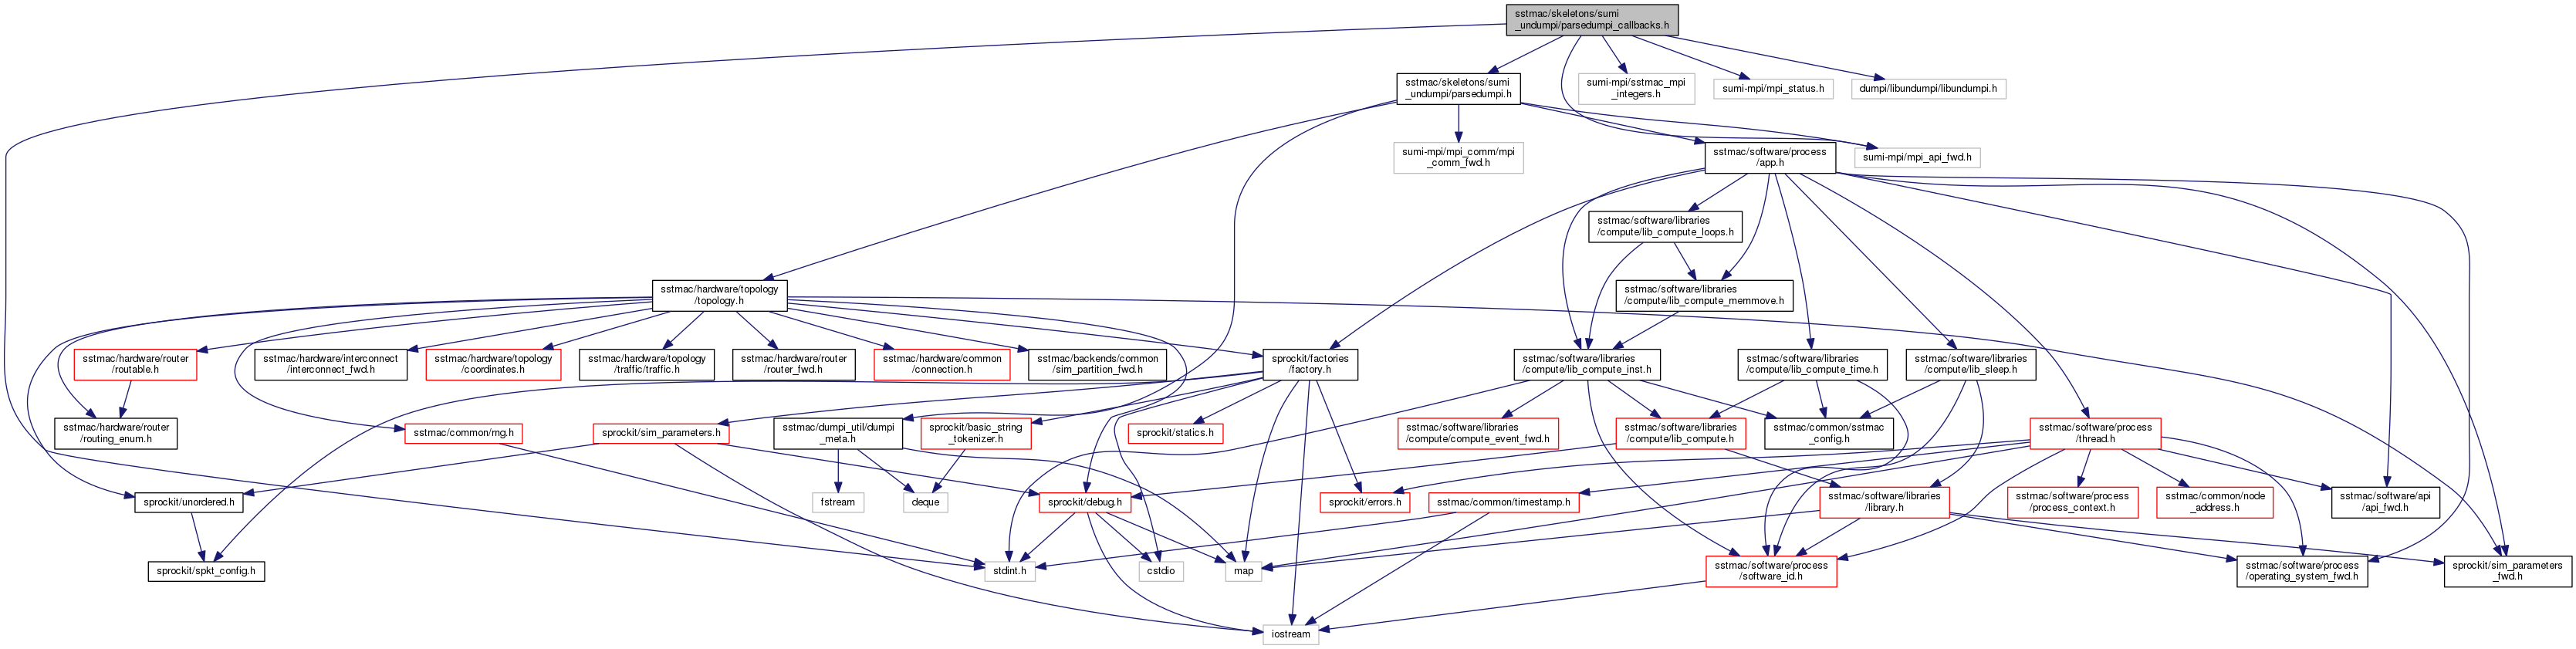 sstmac/skeletons/sumi
_undumpi/parsedumpi_callbacks.h
sstmac/skeletons/sumi
_undumpi/parsedumpi.h
sumi-mpi/sstmac_mpi
_integers.h
sumi-mpi/mpi_status.h
dumpi/libundumpi/libundumpi.h
sumi-mpi/mpi_comm/mpi
_comm_fwd.h
sstmac/software/process
/app.h
sumi-mpi/mpi_api_fwd.h
sstmac/software/libraries
/compute/lib_compute_loops.h
sstmac/hardware/topology
/topology.h
sstmac/software/libraries
/compute/lib_compute_memmove.h
sstmac/hardware/router
/routable.h
sstmac/hardware/interconnect
/interconnect_fwd.h
sstmac/hardware/topology
/coordinates.h
sstmac/hardware/topology
/traffic/traffic.h
sstmac/hardware/router
/router_fwd.h
sstmac/hardware/common
/connection.h
sstmac/backends/common
/sim_partition_fwd.h
sprockit/factories
/factory.h
sstmac/software/libraries
/compute/lib_compute_inst.h
sstmac/software/libraries
/compute/lib_compute_time.h
sstmac/software/libraries
/compute/lib_sleep.h
sstmac/hardware/router
/routing_enum.h
sstmac/common/rng.h
sprockit/sim_parameters.h
sstmac/dumpi_util/dumpi
_meta.h
sprockit/basic_string
_tokenizer.h
sprockit/statics.h
sstmac/software/libraries
/compute/compute_event_fwd.h
sstmac/software/libraries
/compute/lib_compute.h
sstmac/common/sstmac
_config.h
sstmac/software/process
/thread.h
sprockit/unordered.h
fstream
deque
sprockit/debug.h
sprockit/errors.h
sstmac/common/timestamp.h
sstmac/software/libraries
/library.h
sstmac/software/process
/process_context.h
sstmac/common/node
_address.h
sstmac/software/api
/api_fwd.h
sprockit/spkt_config.h
stdint.h
cstdio
map
sstmac/software/process
/software_id.h
sstmac/software/process
/operating_system_fwd.h
sprockit/sim_parameters
_fwd.h
iostream